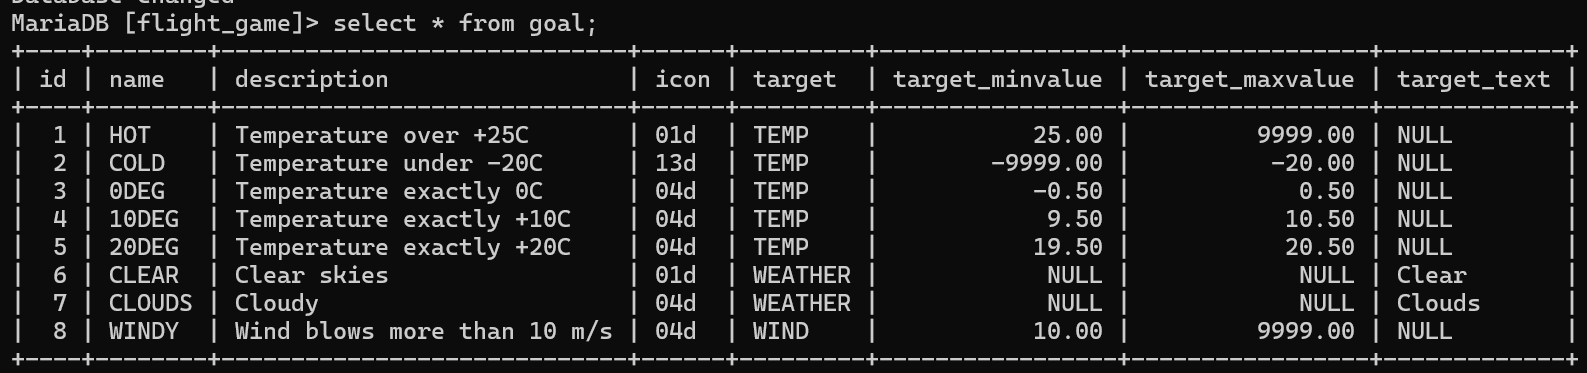 Database changed
MariaDB [flight_game]> select * from goal;
+----+--------+-----------------------------+------+---------+-----------------+-----------------+-------------+
| id | name   | description                 | icon | target  | target_minvalue | target_maxvalue | target_text |
+----+--------+-----------------------------+------+---------+-----------------+-----------------+-------------+
|  1 | HOT    | Temperature over +25C       | 01d  | TEMP    |           25.00 |         9999.00 | NULL        |
|  2 | COLD   | Temperature under -20C      | 13d  | TEMP    |        -9999.00 |          -20.00 | NULL        |
|  3 | 0DEG   | Temperature exactly 0C      | 04d  | TEMP    |           -0.50 |            0.50 | NULL        |
|  4 | 10DEG  | Temperature exactly +10C    | 04d  | TEMP    |            9.50 |           10.50 | NULL        |
|  5 | 20DEG  | Temperature exactly +20C    | 04d  | TEMP    |           19.50 |           20.50 | NULL        |
|  6 | CLEAR  | Clear skies                 | 01d  | WEATHER |            NULL |            NULL | Clear       |
|  7 | CLOUDS | Cloudy                      | 04d  | WEATHER |            NULL |            NULL | Clouds      |
|  8 | WINDY  | Wind blows more than 10 m/s | 04d  | WIND    |           10.00 |         9999.00 | NULL        |
+----+--------+-----------------------------+------+---------+-----------------+-----------------+-------------+